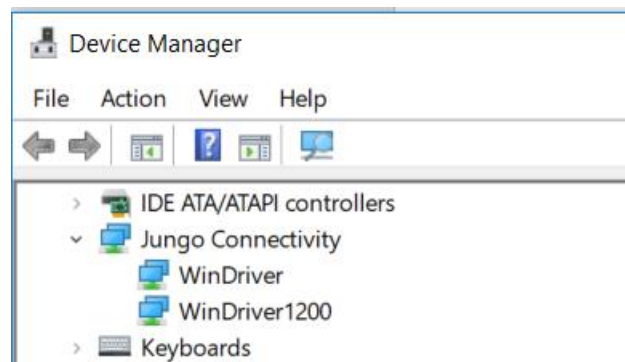 Device Manager
File Action View Help
IDE ATA/ATAPI controllers
Jungo Connectivity
WinDriver
WinDriver1200
Keyboards